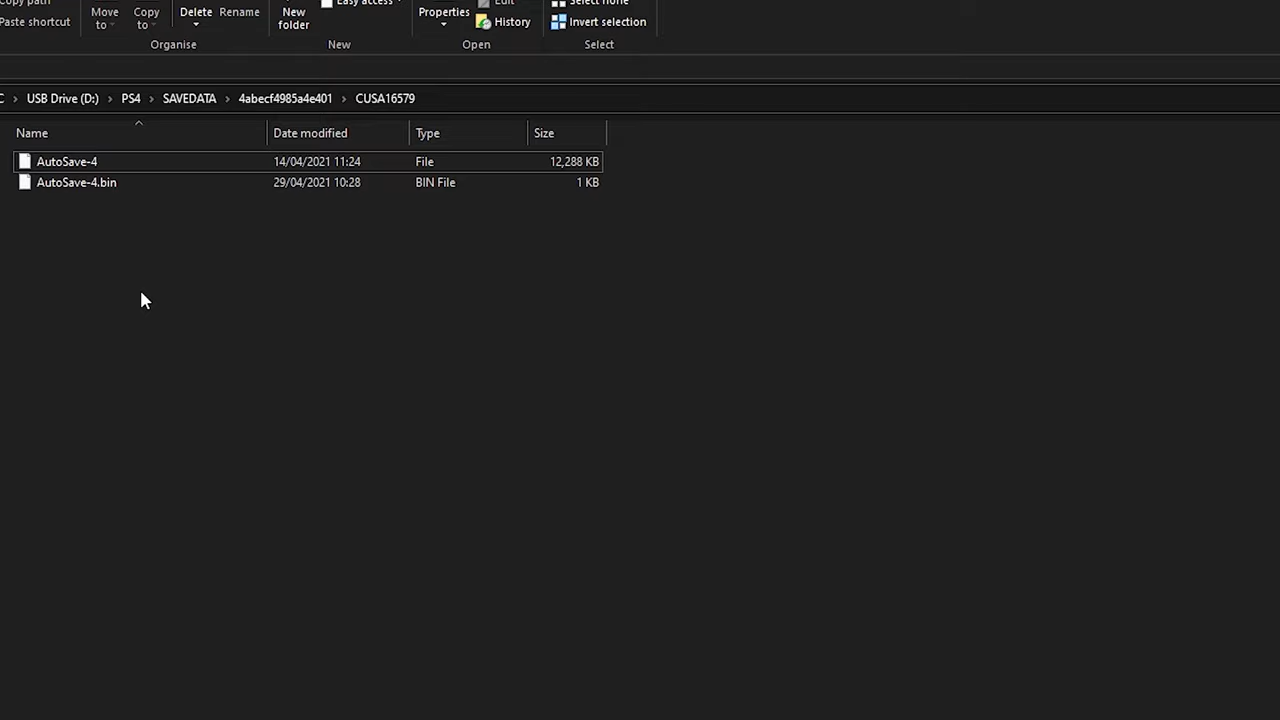 Copy path
Paste shortcut
Move to
Copy to
Delete
Rename
Organise
New folder
Easy access
New
Properties
Edit
History
Open
Select none
Invert selection
Select
C > USB Drive (D:) > PS4 > SAVEDATA > 4abecf4985a4e401 > CUSA16579
Name Date modified Type Size
AutoSave-4 14/04/2021 11:24 File 12,288 KB
AutoSave-4.bin 29/04/2021 10:28 BIN File 1 KB